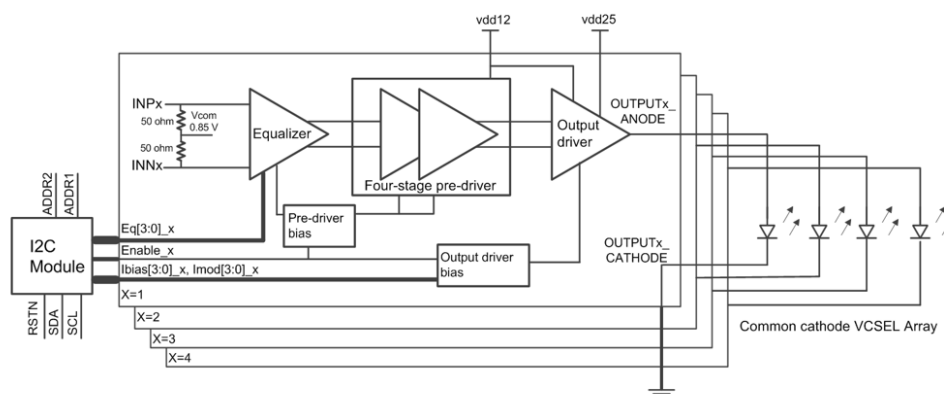 vdd12
vdd25
INPx
50 ohm
Vcom
0.85 V
50 ohm
INNx
Equalizer
Four-stage pre-driver
Output
driver
OUTPUTx_
ANODE
ADDR2
ADDR1
I2C
Module
RSTN
SDA
SCL
Eq[3:0]_x
Enable_x
Ibias[3:0]_x, Imod[3:0]_x
Pre-driver
bias
Output driver
bias
OUTPUTx_
CATHODE
X=1
X=2
X=3
X=4
Common cathode VCSEL Array